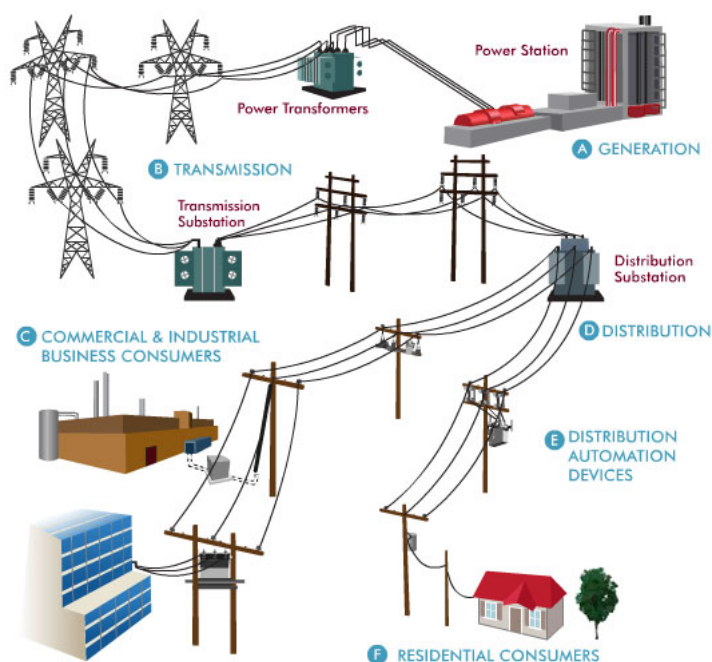 Power Station
Power Transformers
A GENERATION
B TRANSMISSION
Transmission
Substation
Distribution
Substation
C COMMERCIAL & INDUSTRIAL
BUSINESS CONSUMERS
D DISTRIBUTION
E DISTRIBUTION
AUTOMATION
DEVICES
F RESIDENTIAL CONSUMERS